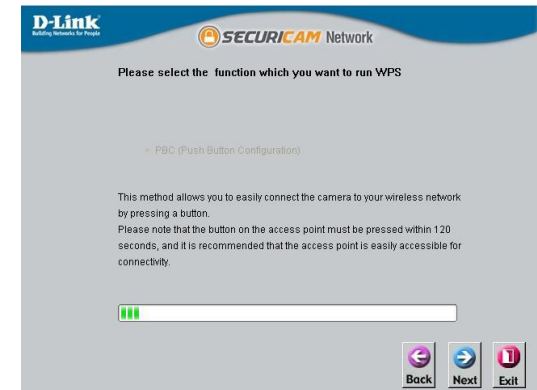 D-Link
Building Networks for People
SECURICAM Network
Please select the function which you want to run WPS
PBC (Push Button Configuration)
This method allows you to easily connect the camera to your wireless network
by pressing a button.
Please note that the button on the access point must be pressed within 120
seconds, and it is recommended that the access point is easily accessible for
connectivity.
Back
Next
Exit